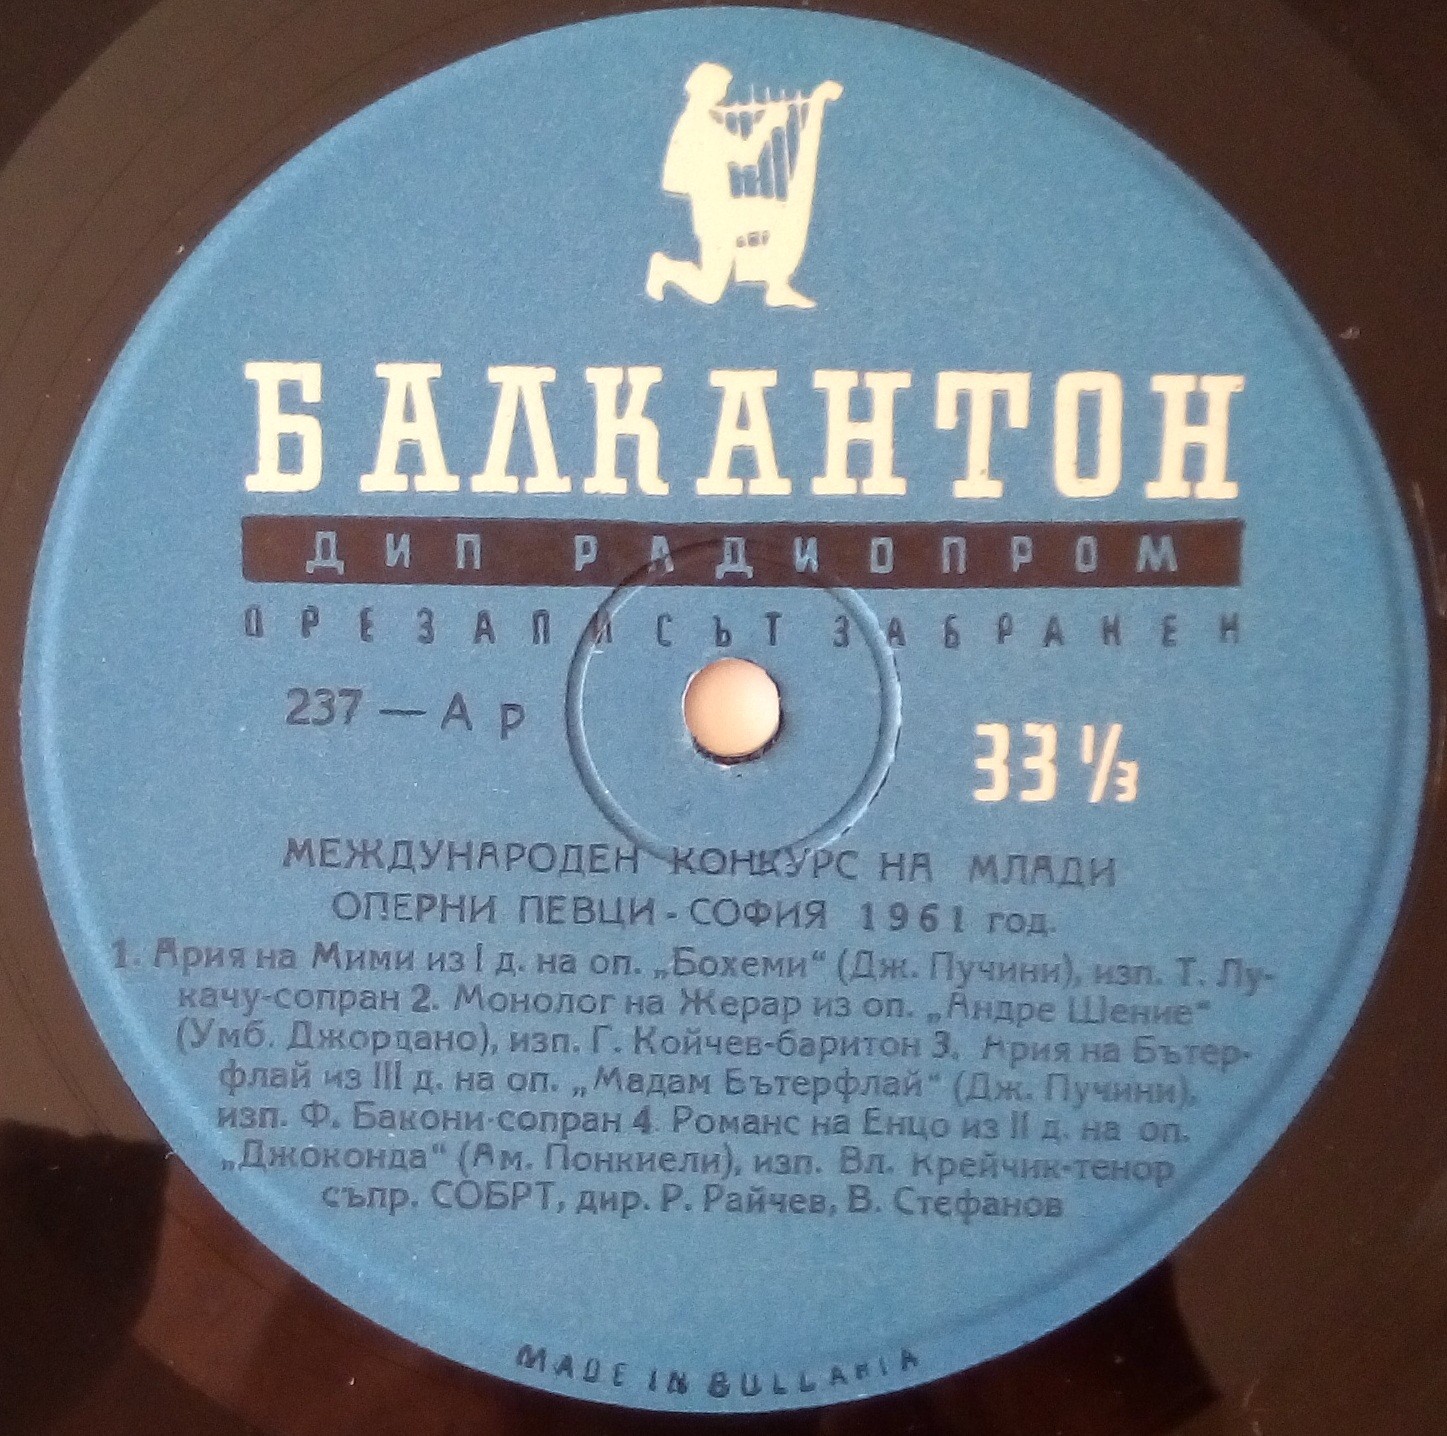 БАЛКАНТОН
ДИП РАДИОПРОМ
ПРЕЗАПИСЪТ ЗАБРАНЕН
237 — А р
33 1/3
МЕЖДУНАРОДЕН КОНКУРС НА МЛАДИ
ОПЕРНИ ПЕВЦИ - СОФИЯ 1961 год.
1. Ария на Мими из I д. на оп. „Бохеми“ (Дж. Пучини), изп. Т. Лу-
качу-сопран 2. Монолог на Жерар из оп. „Андре Шение“
(Умб. Джордано), изп. Г. Койчев-баритон 3. Ария на Бътер-
флай из III д. на оп. „Мадам Бътерфлай“ (Дж. Пучини),
изп. Ф. Бакони-сопран 4. Романс на Енцо из II д. на оп.
„Джоконда“ (Ам. Понкиели), изп. Вл. Крейчик-тенор
съпр. СОБРТ, дир. Р. Райчев, В. Стефанов
MADE IN BULLARIA